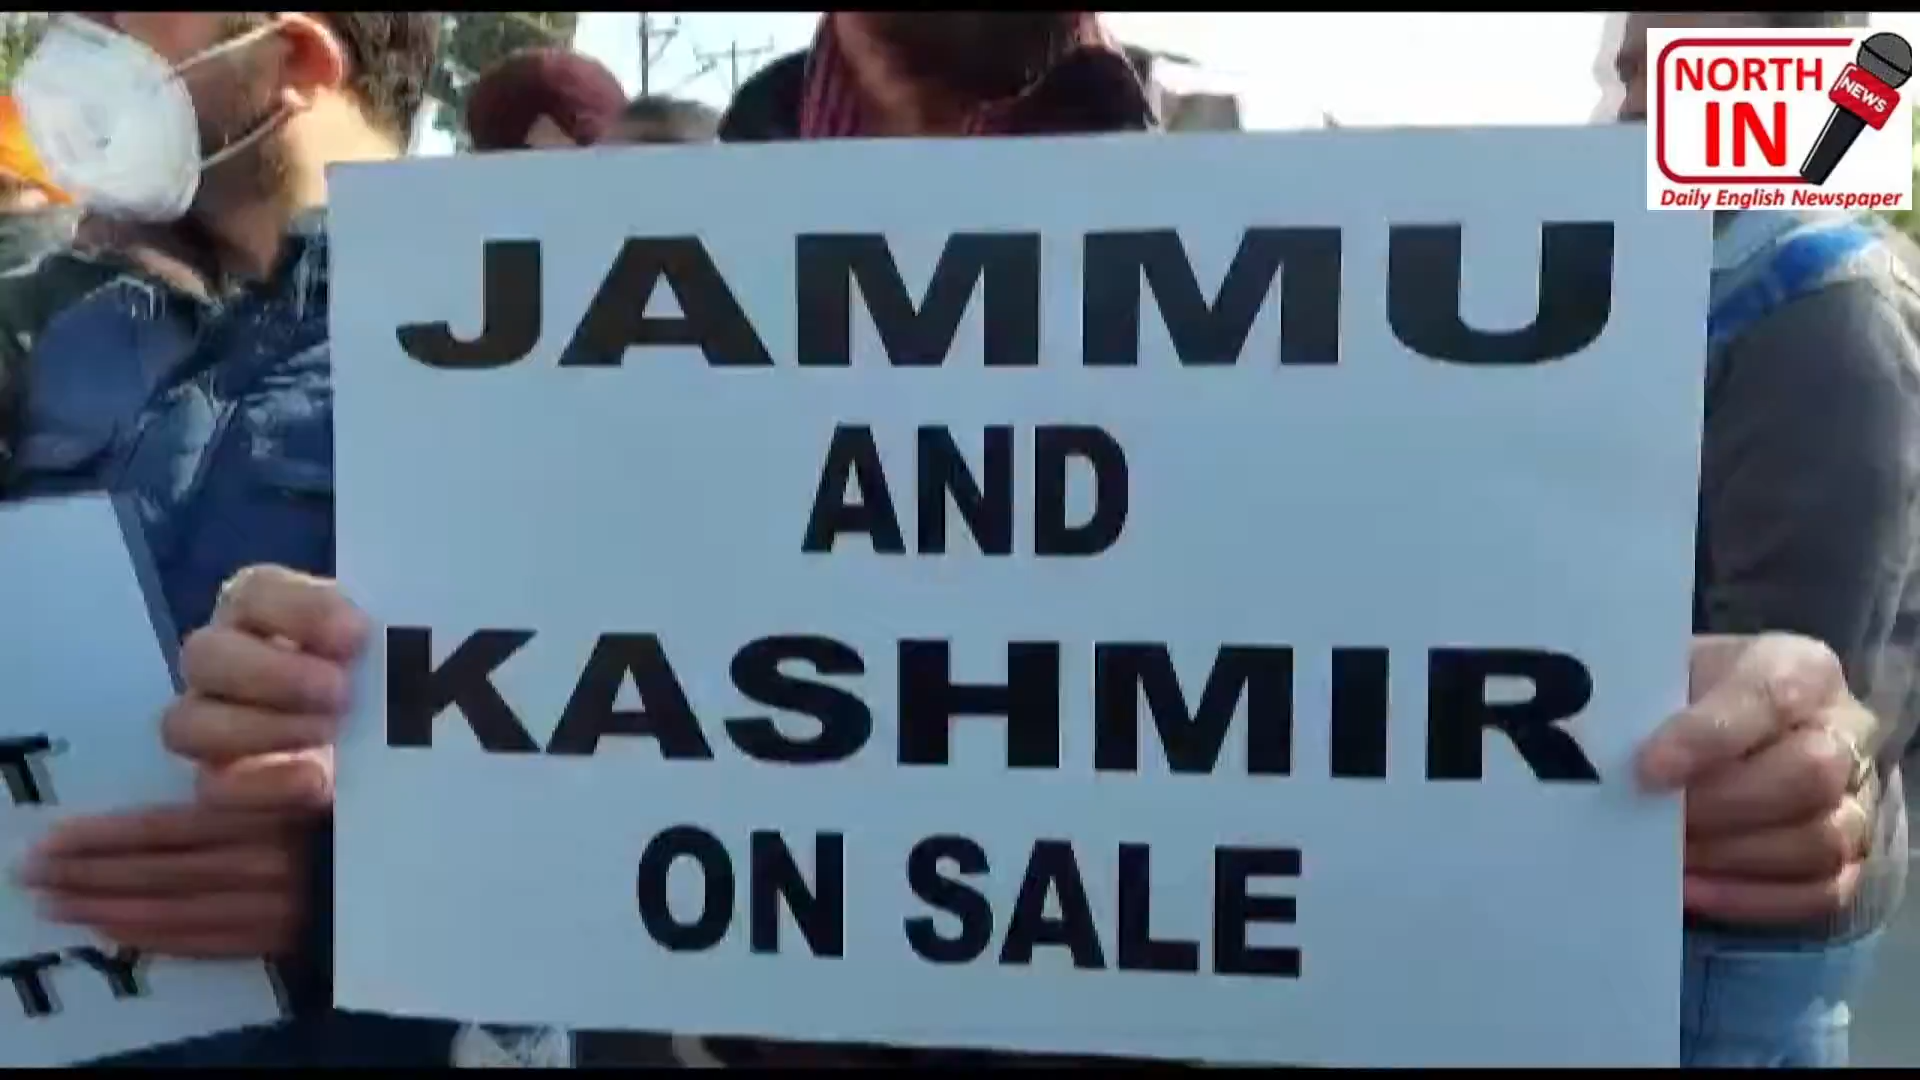 NORTH
IN
NEWS
Daily English Newspaper
JAMMU
AND
KASHMIR
ON SALE